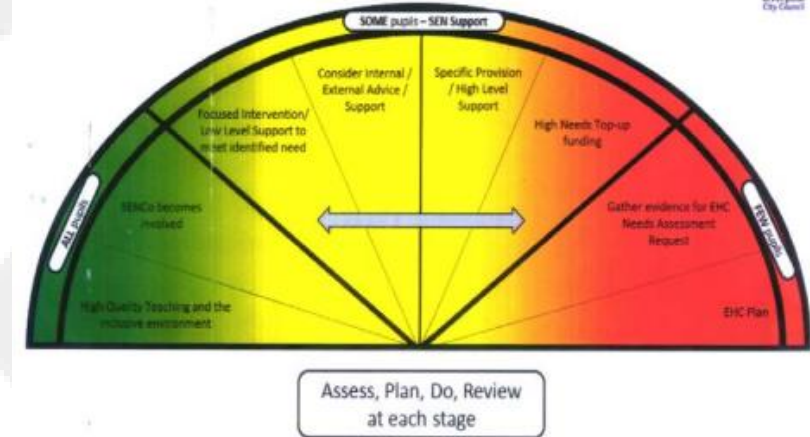 City Council
SOME pupils – SEN Support
Consider Internal /
External Advice /
Support
Specific Provision
/ High Level
Support
Focused Intervention/
Low Level Support to
meet identified need
High Needs Top-up
funding
ALL pupils
SENCo becomes
involved
Gather evidence for EHC
Needs Assessment
Request
FEW pupils
High Quality Teaching and the
inclusive environment
EHC Plan
Assess, Plan, Do, Review
at each stage